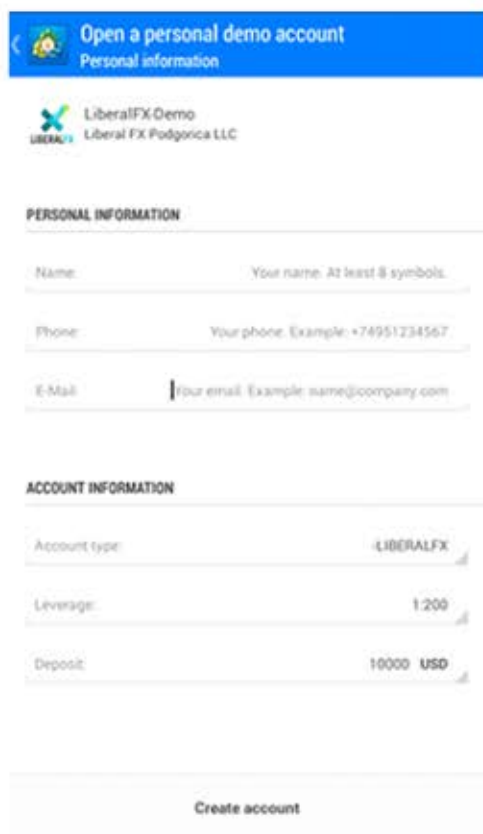 Open a personal demo account
Personal information
LiberalFX-Demo
LIBERALFX Liberal FX Podgorica LLC
PERSONAL INFORMATION
Name: Your name. At least 8 symbols.
Phone: Your phone. Example: +74951234567
E-Mail: Your email. Example: name@company.com
ACCOUNT INFORMATION
Account type: -LIBERALFX
Leverage: 1:200
Deposit: 10000 USD
Create account